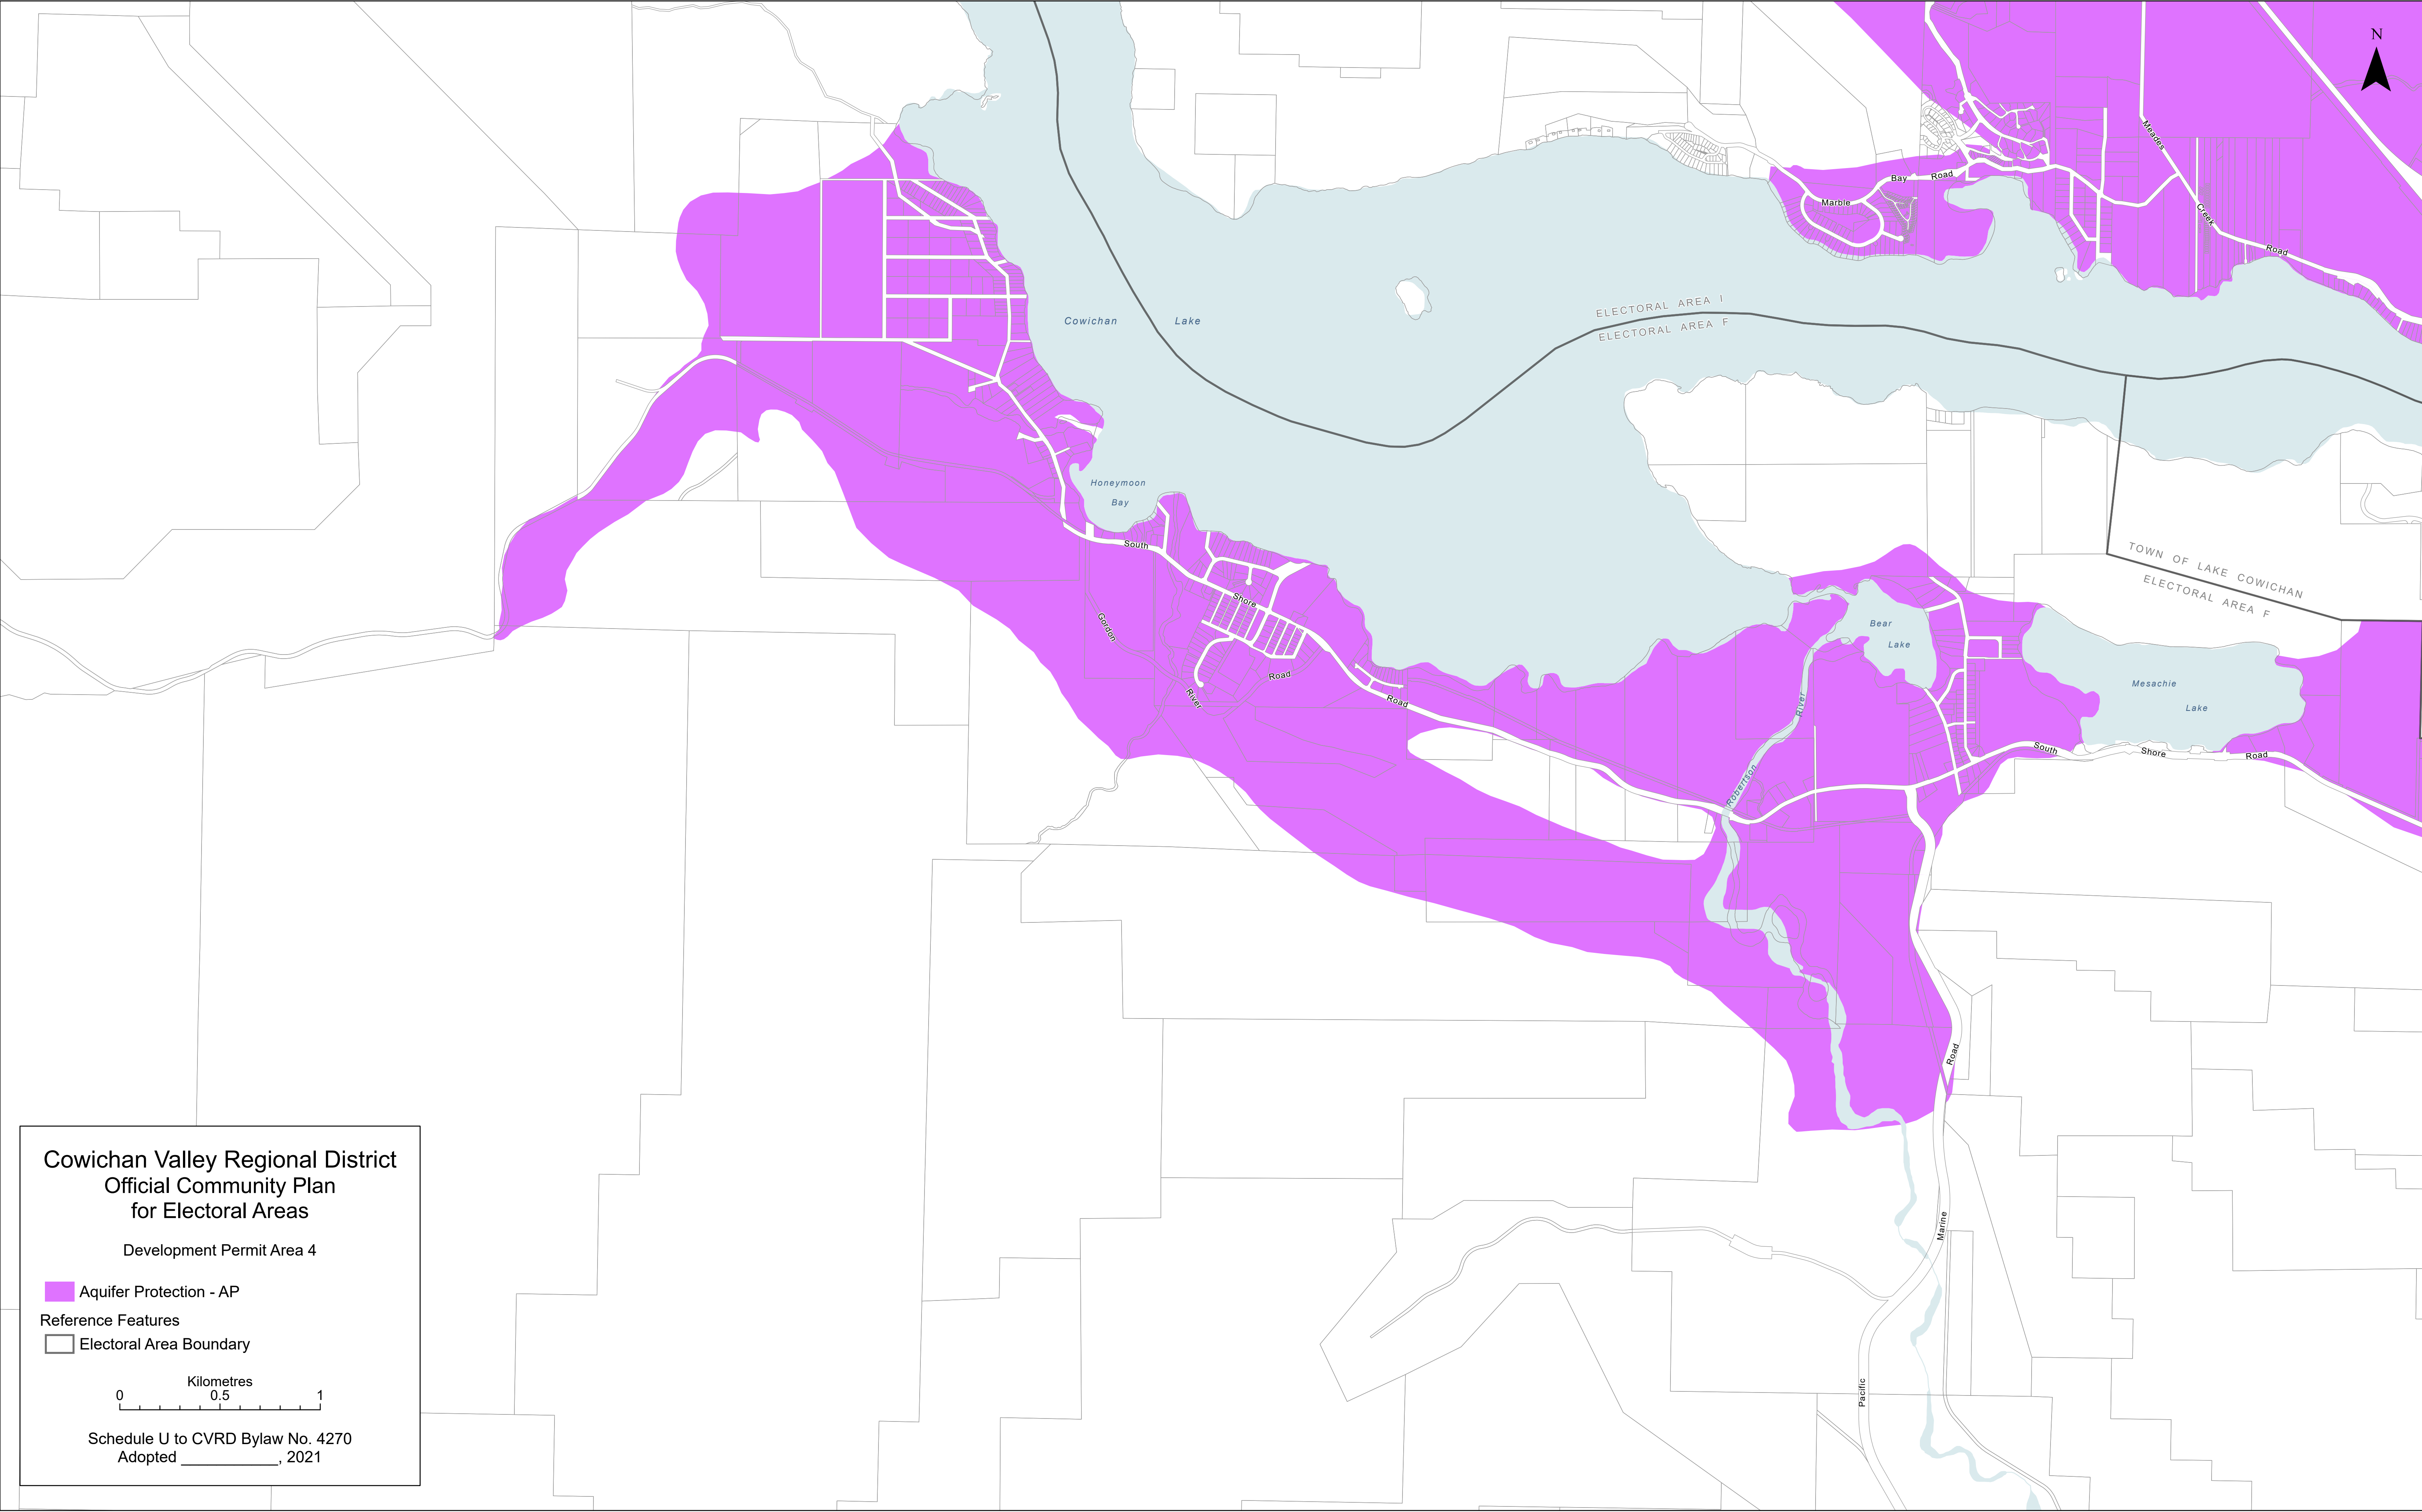 N
Meades
Creek
Road
Bay Road
Marble
ELECTORAL AREA I
ELECTORAL AREA F
Cowichan Lake
Honeymoon
Bay
South
Shore
Road
Gordon
River
Road
TOWN OF LAKE COWICHAN
ELECTORAL AREA F
Bear
Lake
Mesachie
Lake
River
Robertson
South Shore Road
Road
Marine
Pacific
Cowichan Valley Regional District
Official Community Plan
for Electoral Areas
Development Permit Area 4
Aquifer Protection - AP
Reference Features
Electoral Area Boundary
Kilometres
0 0.5 1
Schedule U to CVRD Bylaw No. 4270
Adopted ___________, 2021